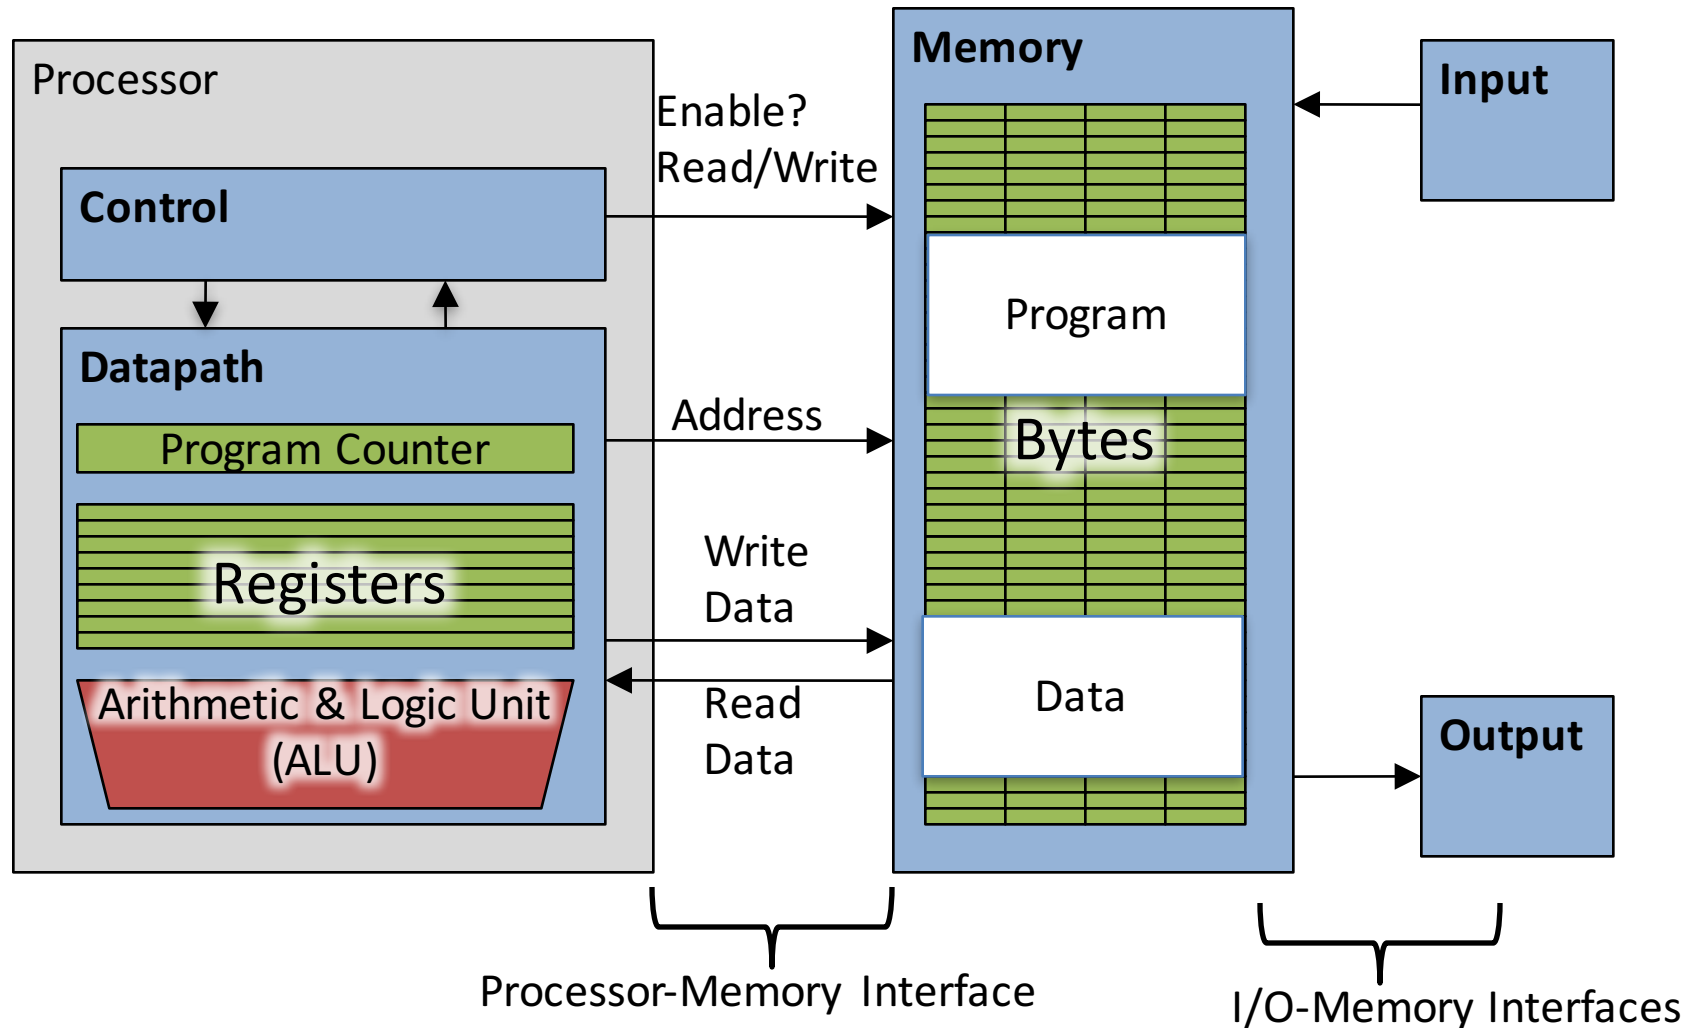 Processor
Control
Datapath
Program Counter
Registers
Arithmetic & Logic Unit
(ALU)
Enable?
Read/Write
Address
Write
Data
Read
Data
Memory
Program
Bytes
Data
Input
Output
Processor-Memory Interface
I/O-Memory Interfaces